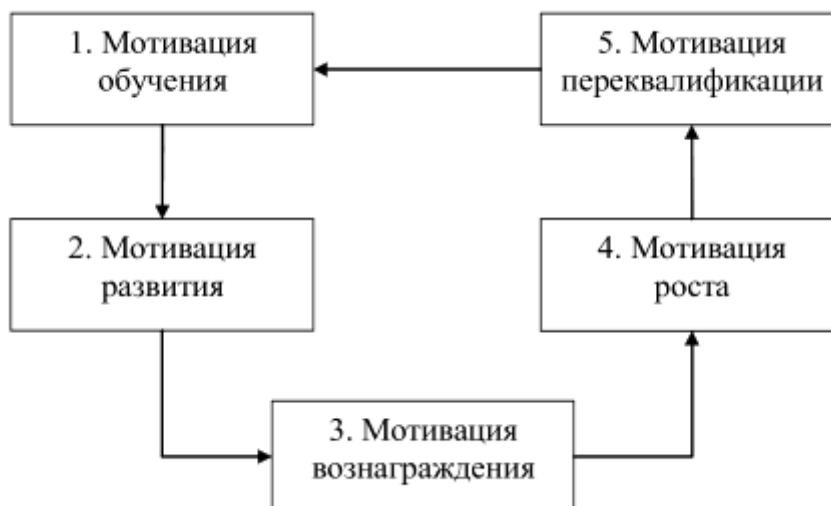 1. Мотивация
обучения
2. Мотивация
развития
3. Мотивация
вознаграждения
4. Мотивация
роста
5. Мотивация
переквалификации